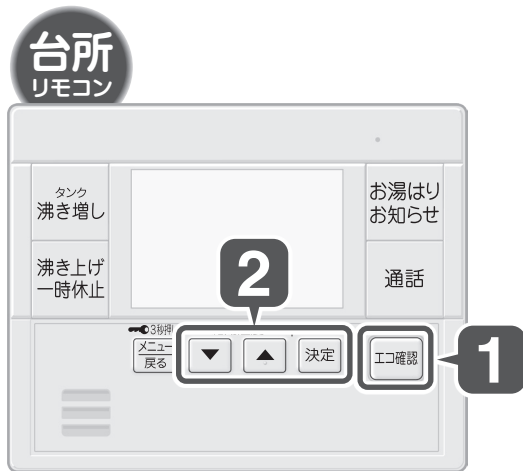 台所
リモコン
タンク
沸き増し
お湯はり
お知らせ
沸き上げ
一時休止
通話
2
3秒押
メニュー
戻る
▼
▲
決定
エコ確認
1